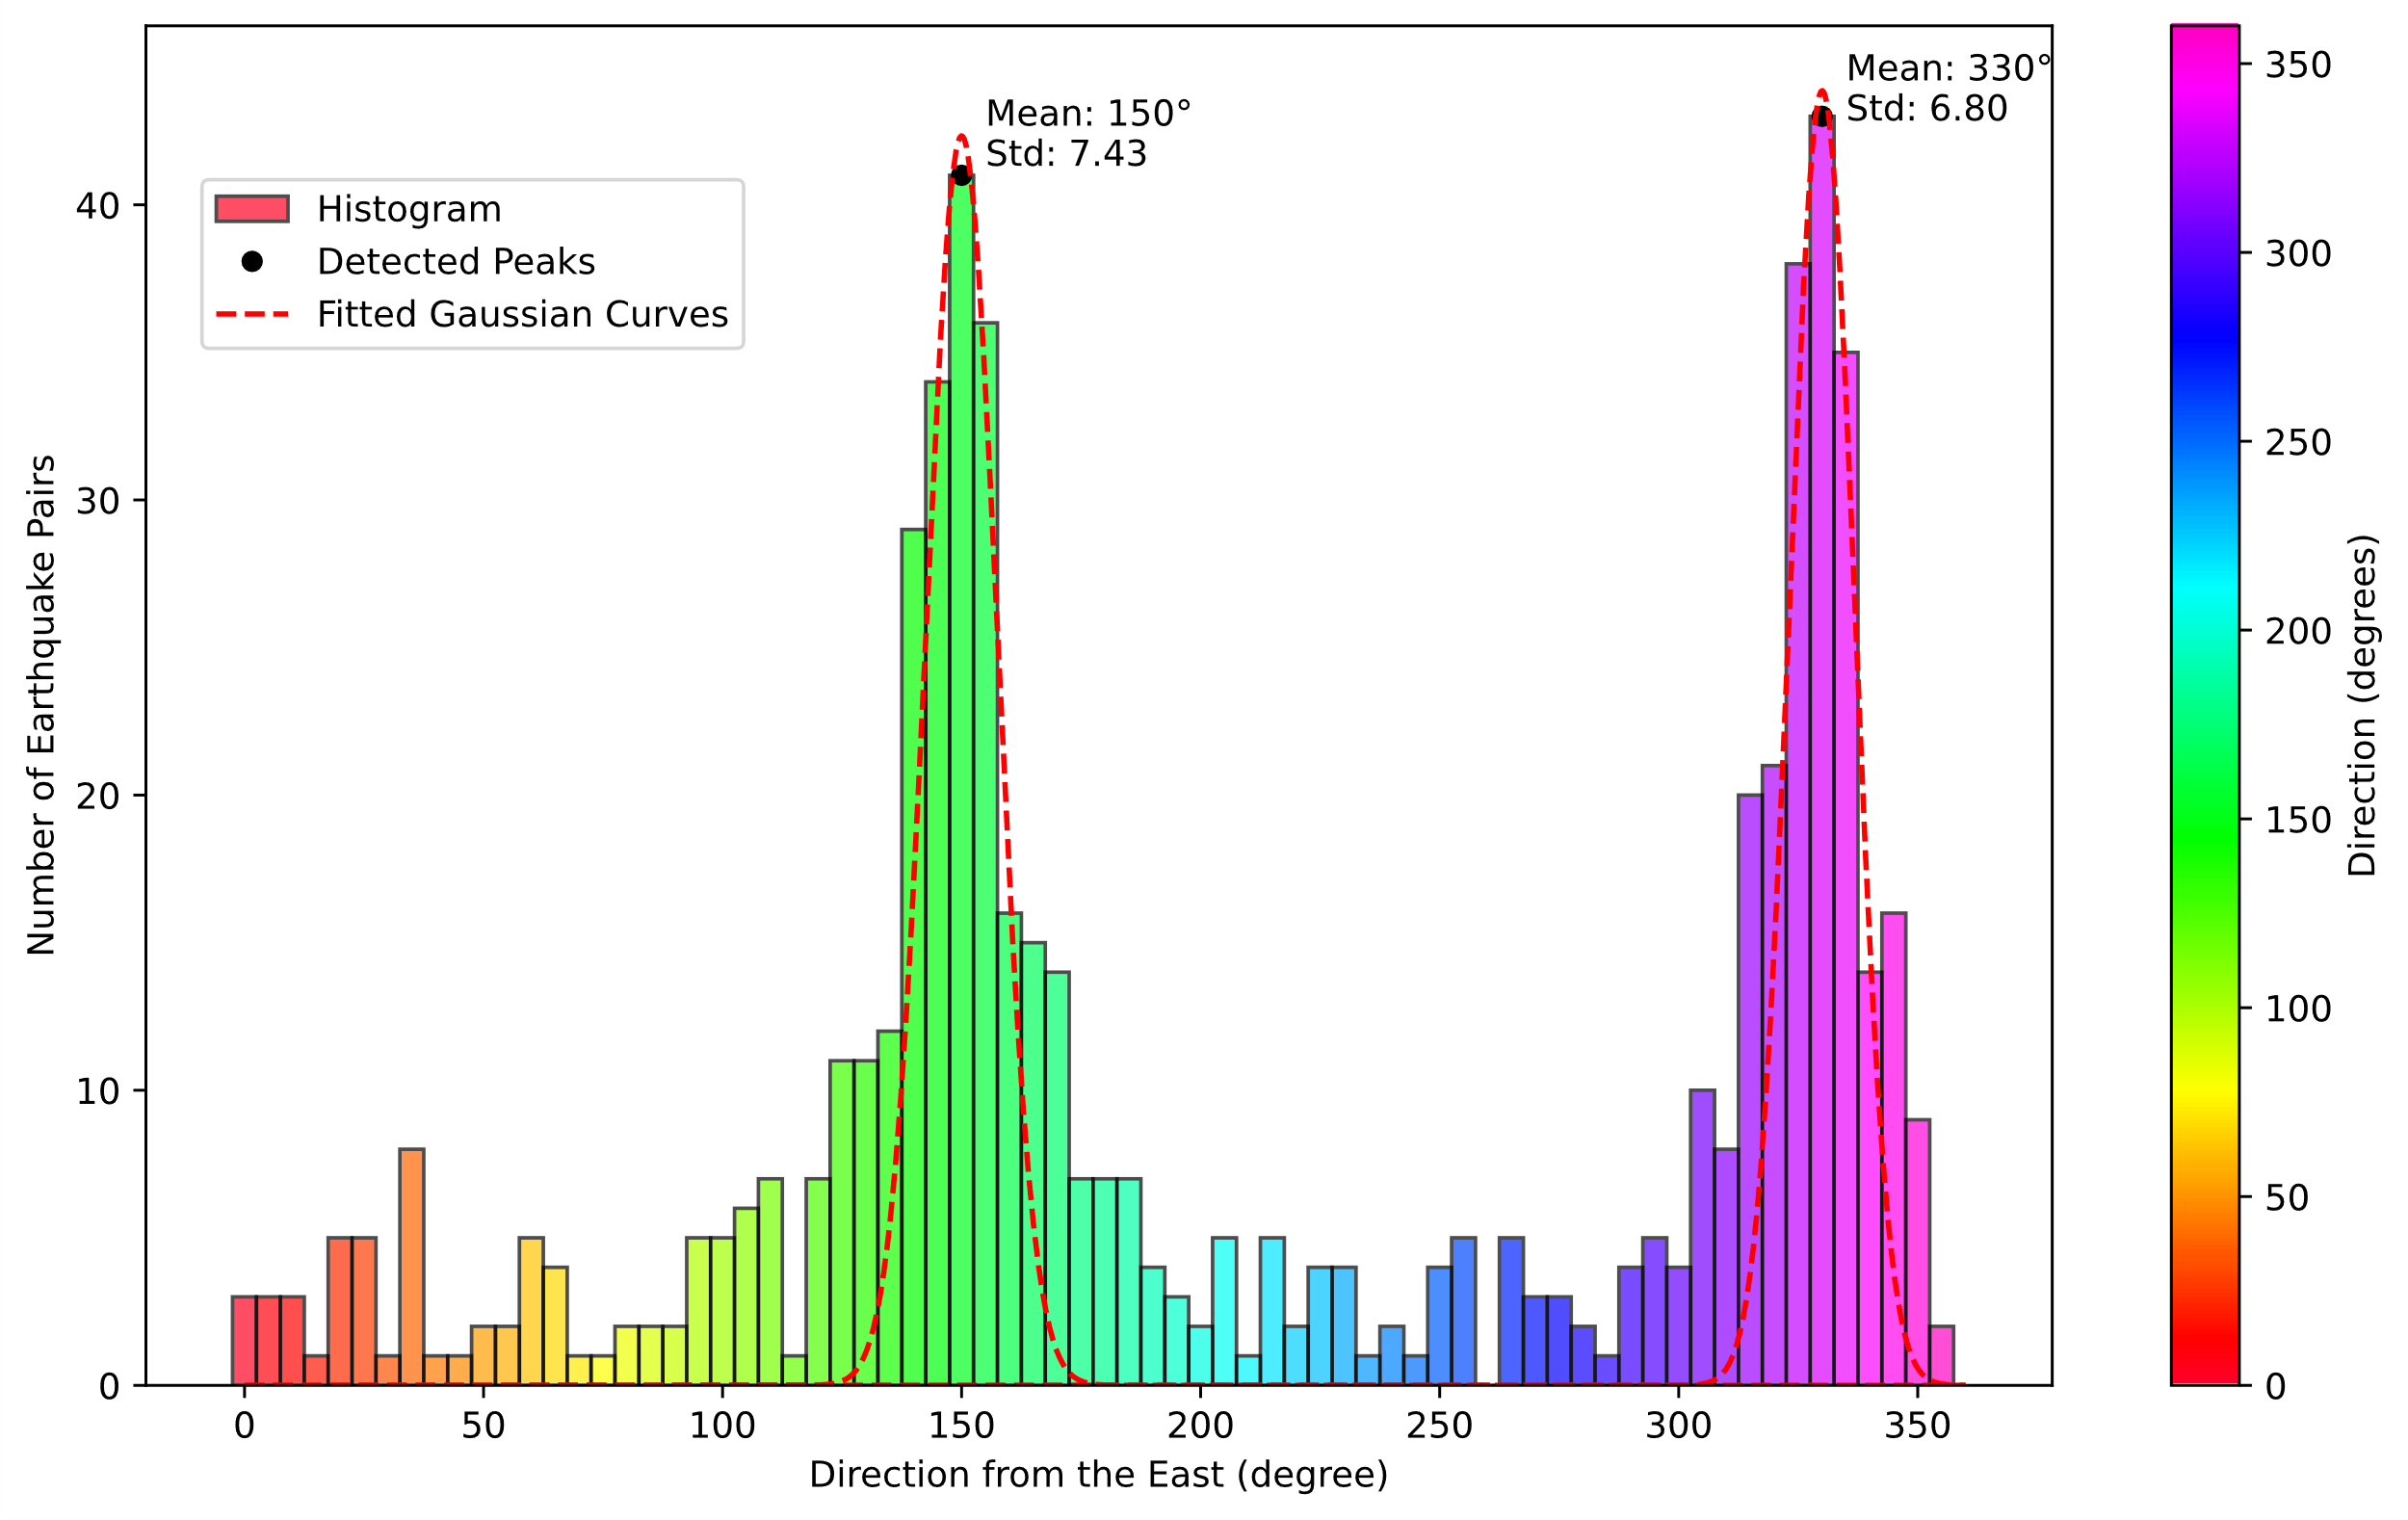 Mean: 330°
Std: 6.80
Mean: 150°
Std: 7.43
Histogram
Detected Peaks
Fitted Gaussian Curves
Number of Earthquake Pairs
40
30
20
10
0
0 50 100 150 200 250 300 350
Direction from the East (degree)
350
300
250
200
150
100
50
0
Direction (degrees)